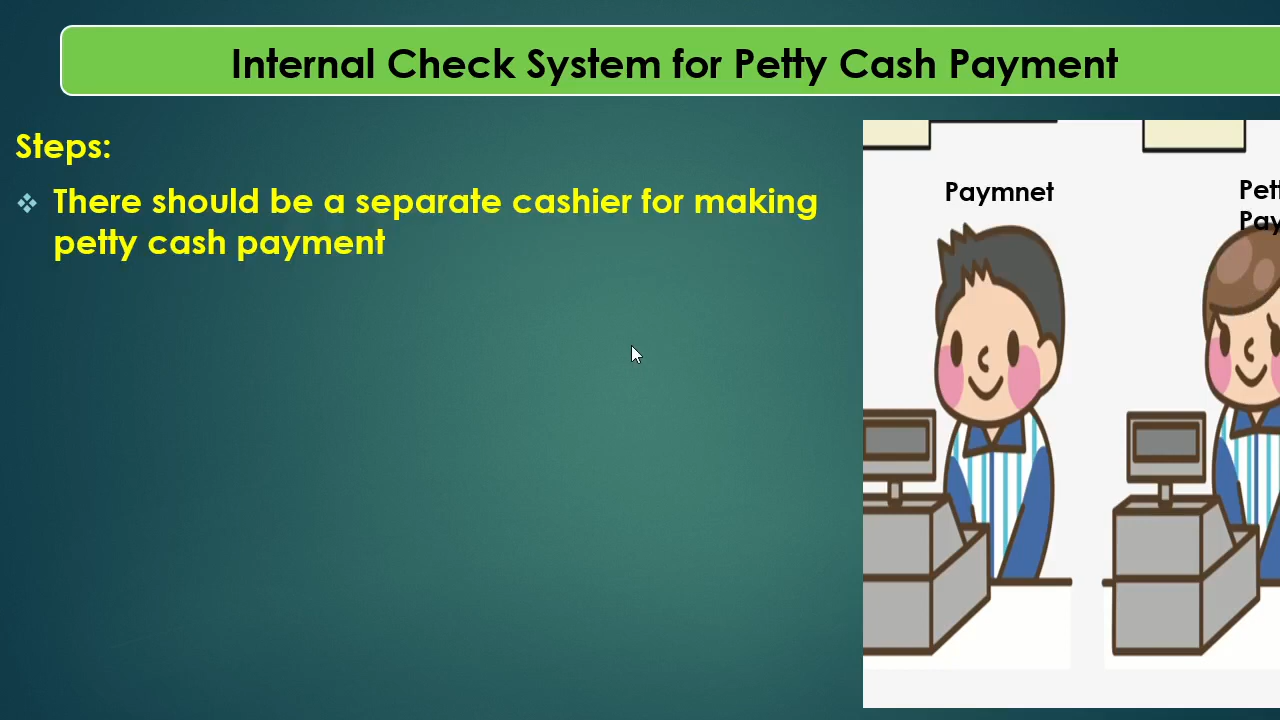 Internal Check System for Petty Cash Payment
Steps:
There should be a separate cashier for making
petty cash payment
Paymnet